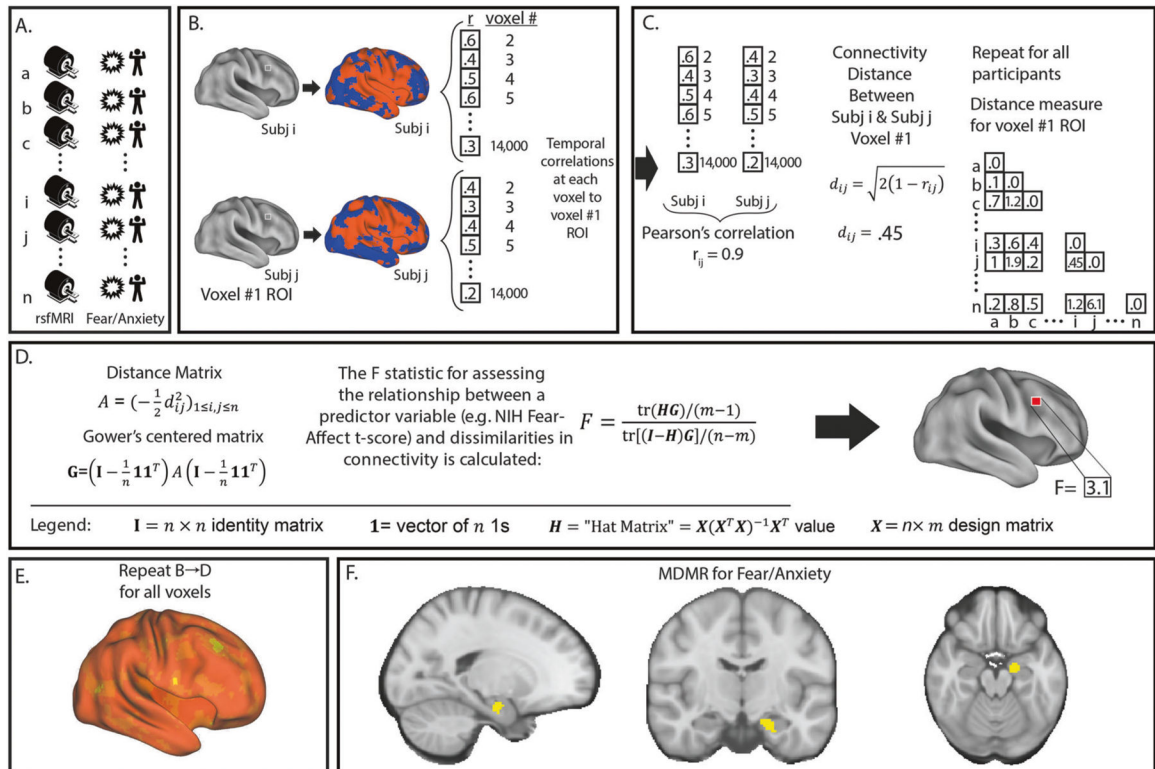 A.
a
b
c
i
j
n
rsfMRI Fear/Anxiety
B.
Subj i
Subj i
r voxel #
.6 2
.4 3
.5 4
.6 5
.3 14,000
Subj j
Subj j
Voxel #1 ROI
.4 2
.3 3
.4 4
.5 5
.2 14,000
Temporal
correlations
at each
voxel to
voxel #1
ROI
C.
.6 2 .4 2
.4 3 .3 3
.5 4 .4 4
.6 5 .5 5
.3 14,000 .2 14,000
Subj i Subj j
Pearson's correlation
r_ij = 0.9
Connectivity
Distance
Between
Subj i & Subj j
Voxel #1
d_ij = √2(1 − r_ij)
d_ij = .45
Repeat for all
participants
Distance measure
for voxel #1 ROI
a .0
b .1 .0
c .7 1.2 .0
i .3 .6 .4 .0
j .1 1.9 .2 .45 .0
n .2 .8 .5 1.2 6.1 .0
a b c ••• i j ••• n
D.
Distance Matrix
A = (−1/2 d²_ij)1≤i,j≤n
Gower's centered matrix
G=(I − 1/n 11ᵀ) A (I − 1/n 11ᵀ)
The F statistic for assessing
the relationship between a
predictor variable (e.g. NIH Fear-
Affect t-score) and dissimilarities in
connectivity is calculated:
F = tr(HG)/(m−1) / tr[(I−H)G]/(n−m)
F= 3.1
Legend: I = n × n identity matrix 1= vector of n 1s H = "Hat Matrix" = X(XᵀX)⁻¹Xᵀ value X = n× m design matrix
E.
Repeat B→D
for all voxels
F.
MDMR for Fear/Anxiety